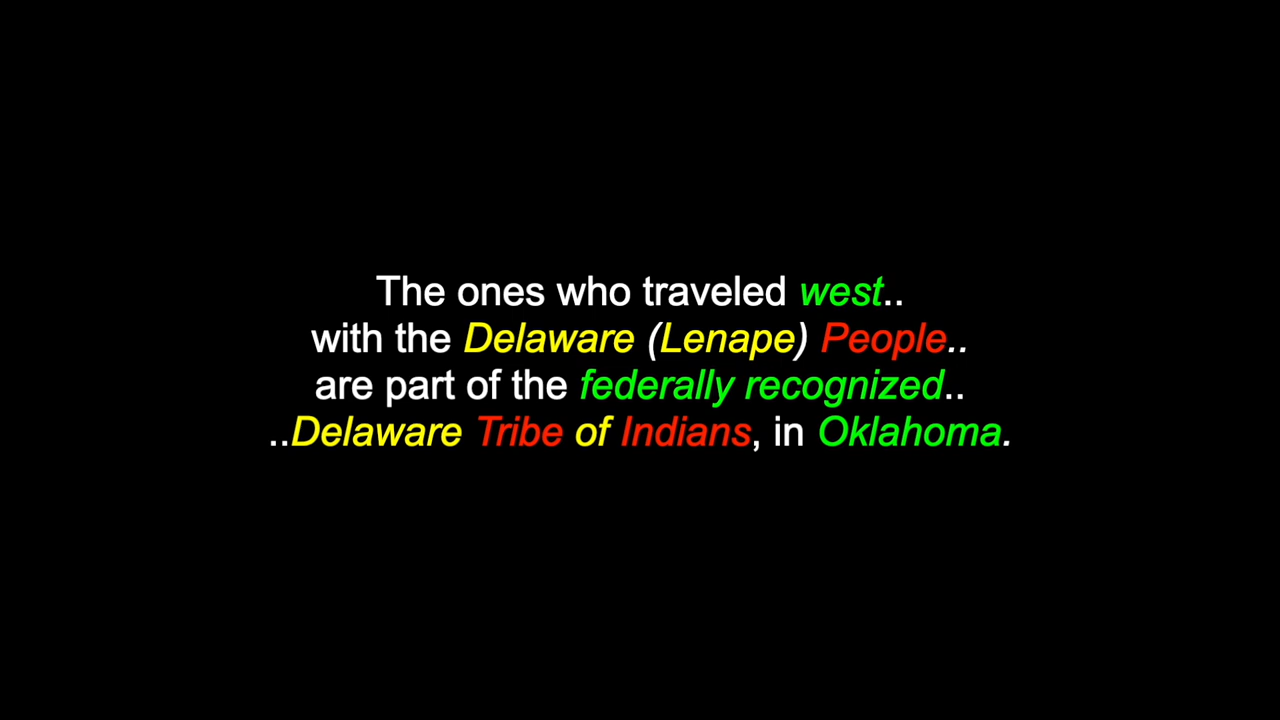 The ones who traveled west..
with the Delaware (Lenape) People..
are part of the federally recognized..
..Delaware Tribe of Indians, in Oklahoma.